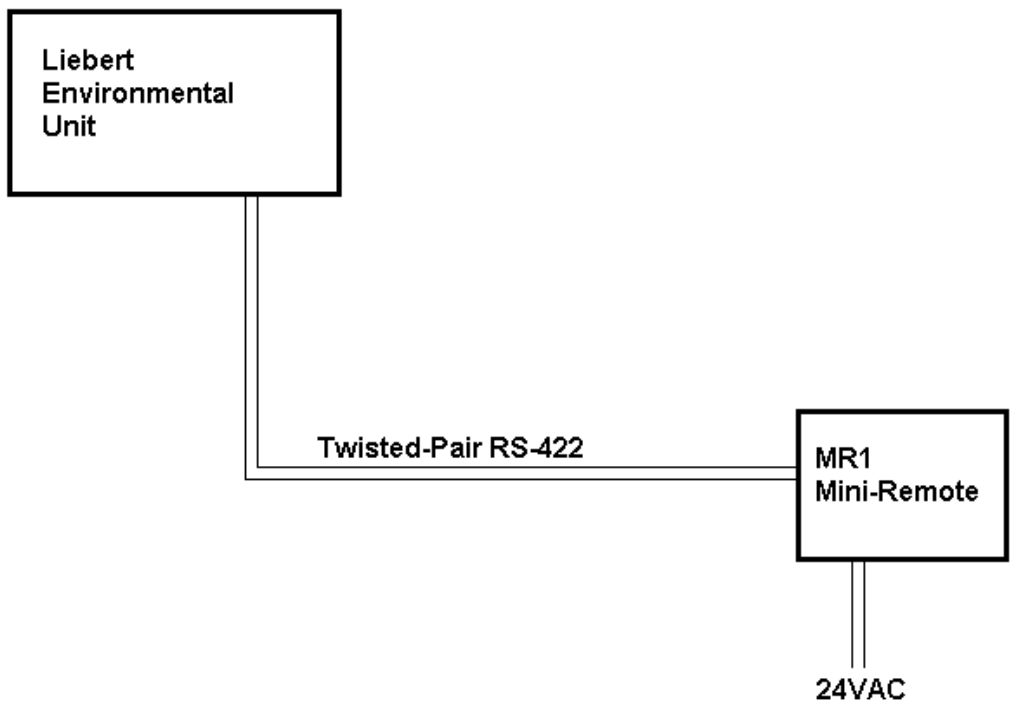 Liebert
Environmental
Unit
Twisted-Pair RS-422
MR1
Mini-Remote
24VAC